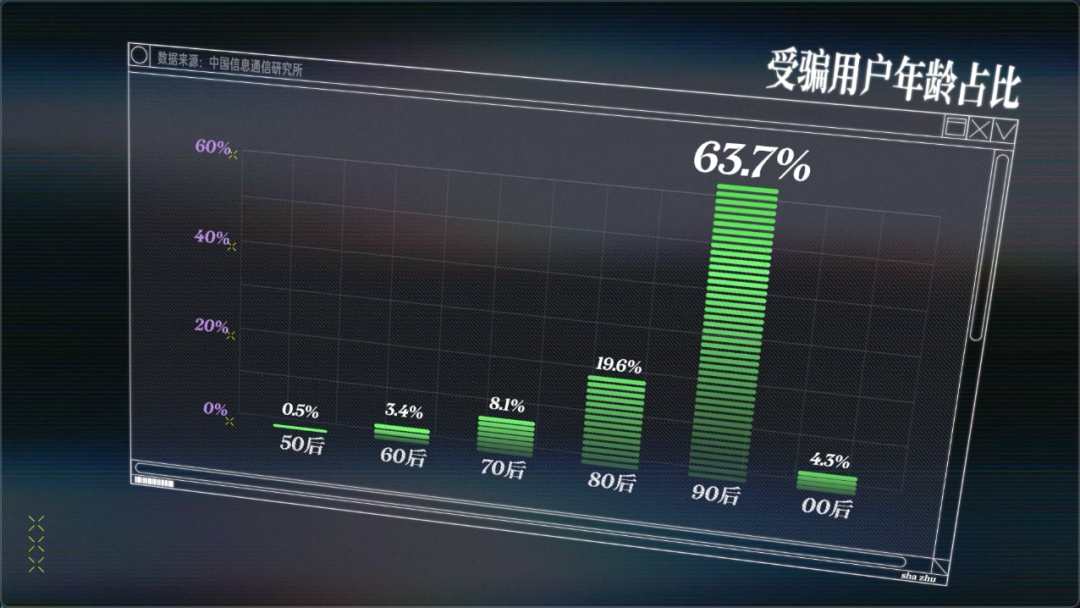 受骗用户年龄占比
数据来源：中国信息通信研究所
60%
40%
20%
0%
0.5%
3.4%
8.1%
19.6%
63.7%
4.3%
50后
60后
70后
80后
90后
00后
sha zhu